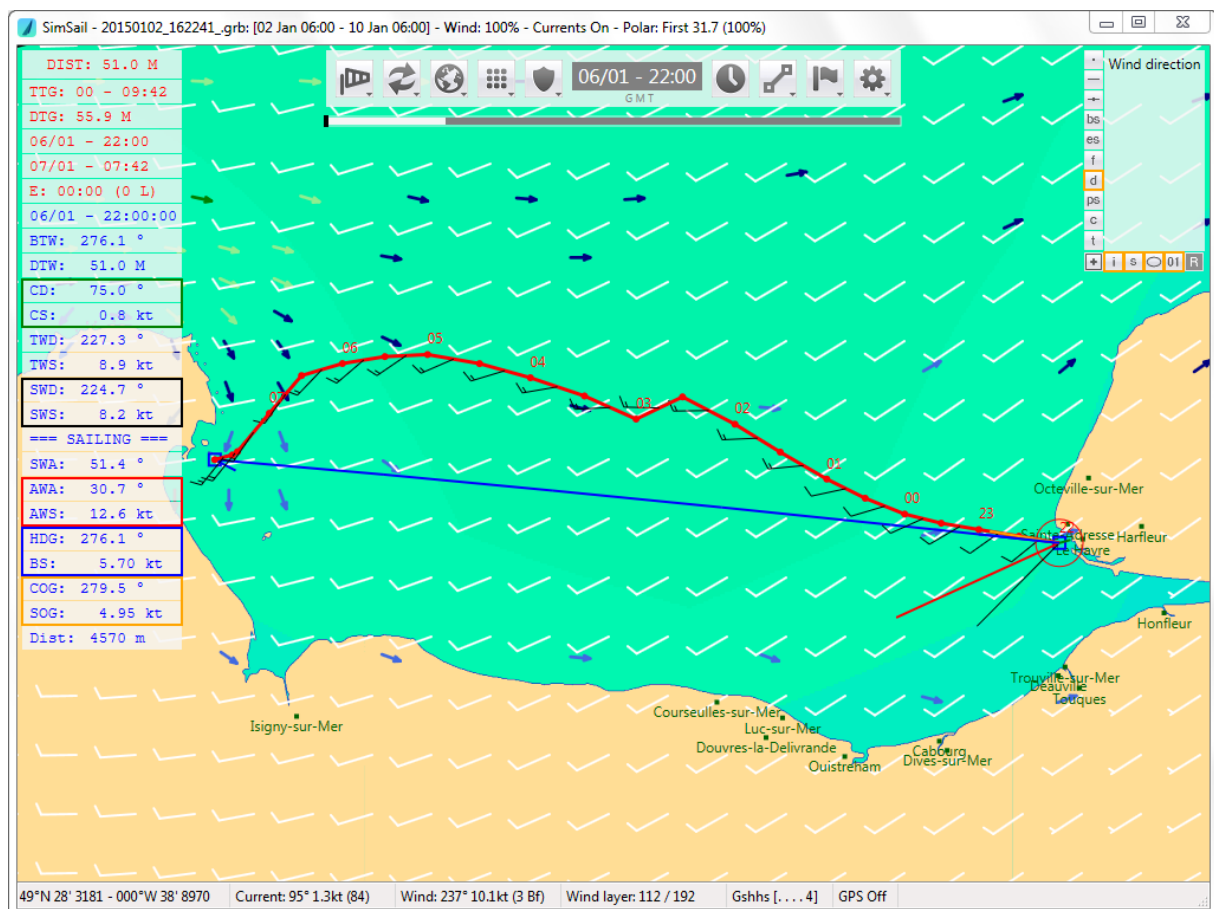 SimSail - 20150102_162241_.grb: [02 Jan 06:00 - 10 Jan 06:00] - Wind: 100% - Currents On - Polar: First 31.7 (100%)
DIST: 51.0 M
TTG: 00 - 09:42
DTG: 55.9 M
06/01 - 22:00
07/01 - 07:42
E: 00:00 (0 L)
06/01 - 22:00:00
BTW: 276.1 °
DTW: 51.0 M
CD: 75.0 °
CS: 0.8 kt
TWD: 227.3 °
TWS: 8.9 kt
SWD: 224.7 °
SWS: 8.2 kt
=== SAILING ===
SWA: 51.4 °
AWA: 30.7 °
AWS: 12.6 kt
HDG: 276.1 °
BS: 5.70 kt
COG: 279.5 °
SOG: 4.95 kt
Dist: 4570 m
06/01 - 22:00
GMT
Wind direction
bs
es
f
d
ps
c
t
+ i s 01 R
05
06
04
07
03
02
01
00
23
Octeville-sur-Mer
Sainte-Adresse
Harfleur
Le Havre
Honfleur
Trouville-sur-Mer
Deauville
Touques
Isigny-sur-Mer
Courseulles-sur-Mer
Luc-sur-Mer
Douvres-la-Delivrande
Ouistreham
Cabourg
Dives-sur-Mer
49°N 28' 3181 - 000°W 38' 8970 Current: 95° 1.3kt (84) Wind: 237° 10.1kt (3 Bf) Wind layer: 112 / 192 Gshhs [. . . . 4] GPS Off